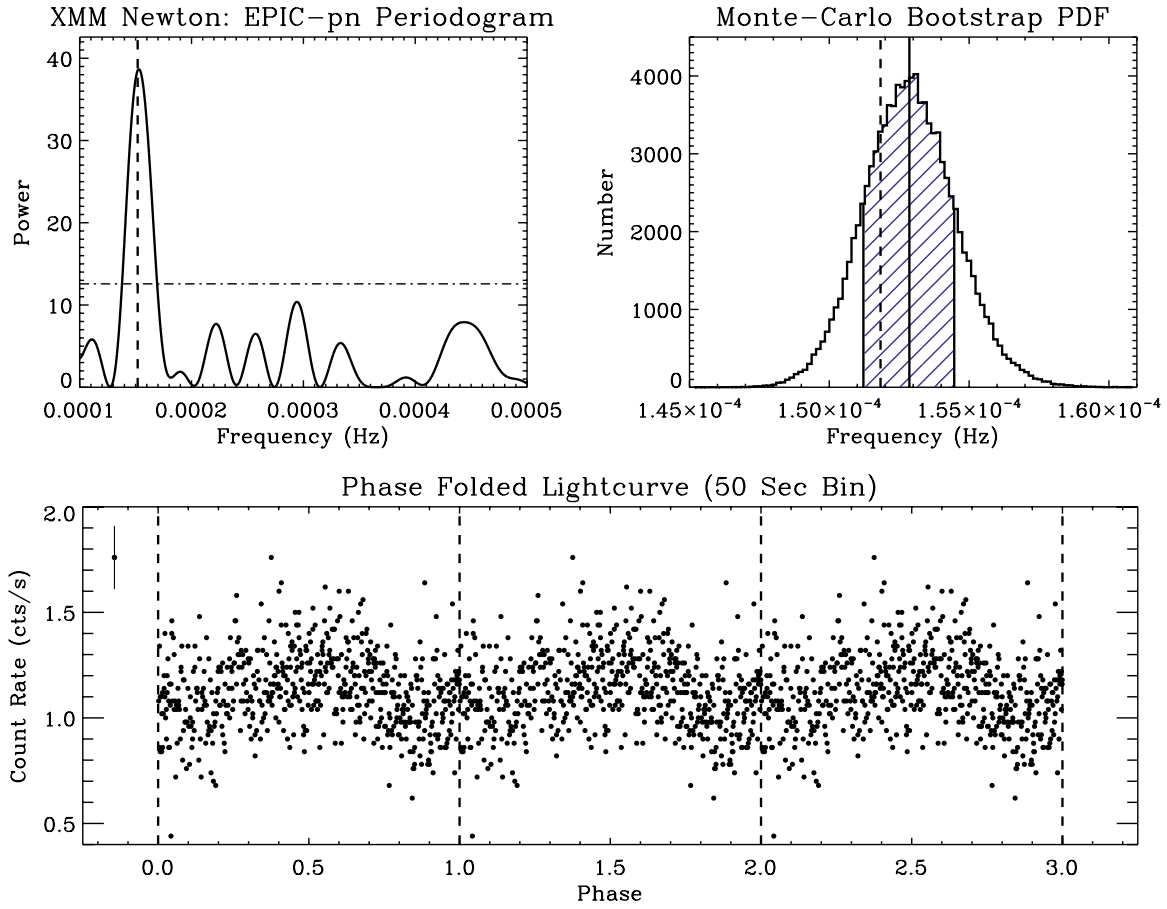 XMM Newton: EPIC-pn Periodogram
Power
40
30
20
10
0
0.0001 0.0002 0.0003 0.0004 0.0005
Frequency (Hz)
Monte-Carlo Bootstrap PDF
Number
4000
3000
2000
1000
0
1.45×10⁻⁴ 1.50×10⁻⁴ 1.55×10⁻⁴ 1.60×10⁻⁴
Frequency (Hz)
Phase Folded Lightcurve (50 Sec Bin)
Count Rate (cts/s)
2.0
1.5
1.0
0.5
0.0 0.5 1.0 1.5 2.0 2.5 3.0
Phase